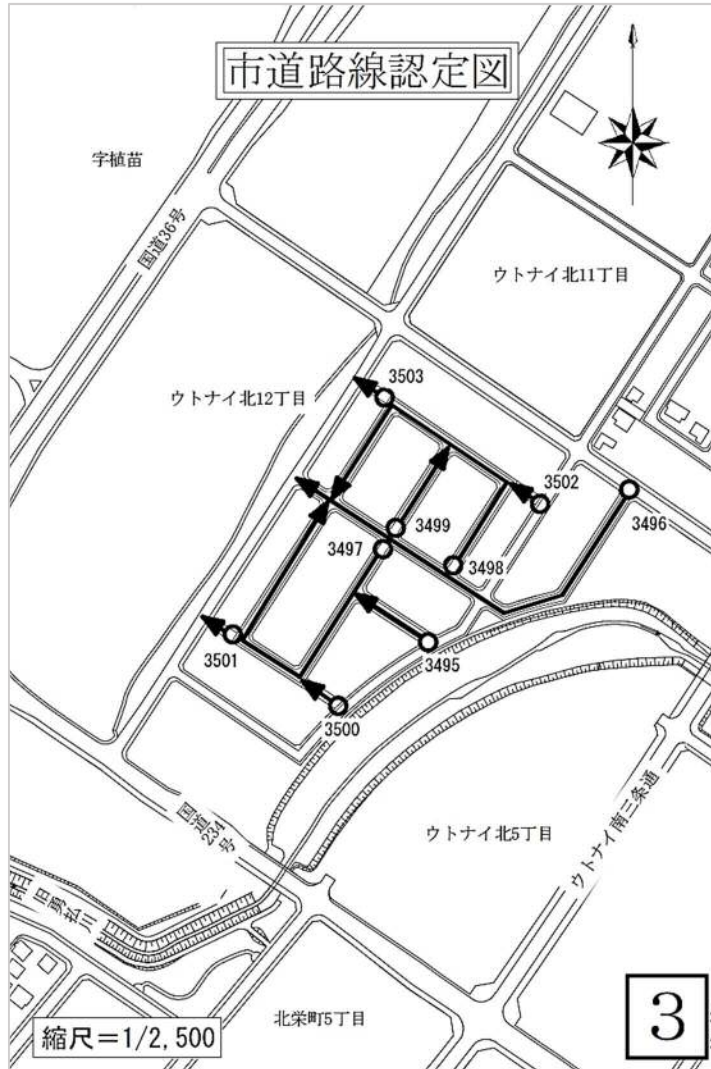 市道路線認定図
字植苗
国道36号
ウトナイ北11丁目
ウトナイ北12丁目
3503
3502
3496
3499
3497
3498
3495
3501
3500
国道
234
号
ウトナイ北5丁目
ウトナイ南三条通
北栄町5丁目
縮尺=1/2,500
3